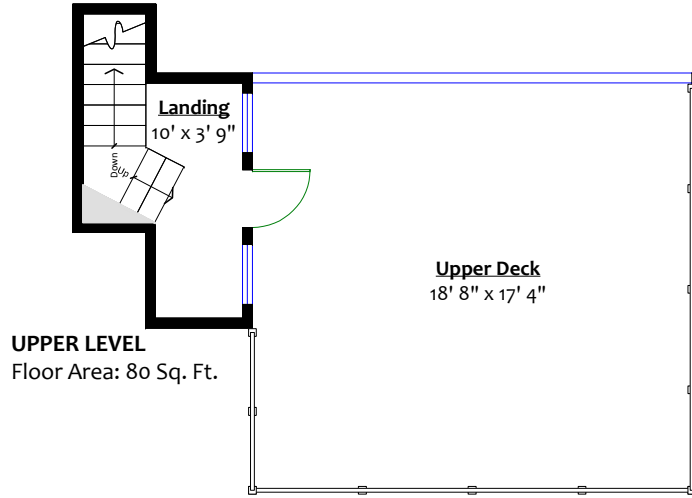 Landing
10' x 3' 9"
Down
Up
Upper Deck
18' 8" x 17' 4"
UPPER LEVEL
Floor Area: 80 Sq. Ft.